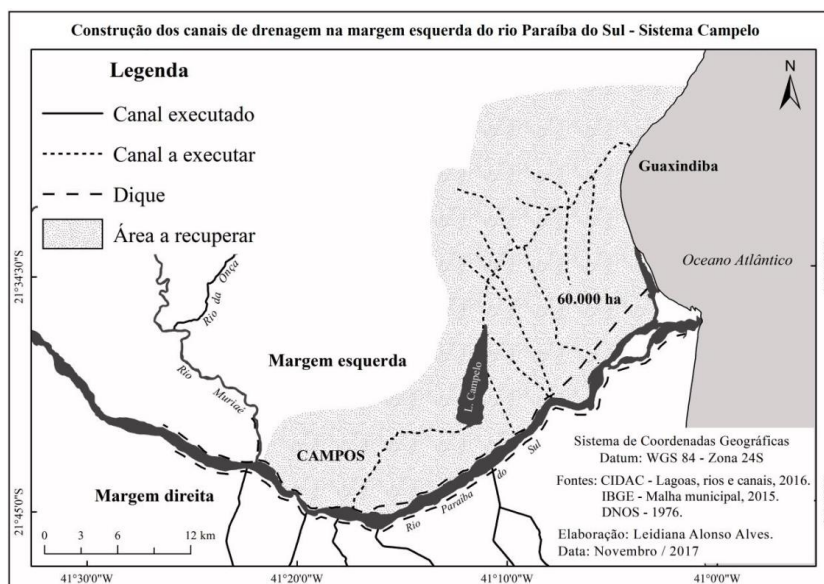 Construção dos canais de drenagem na margem esquerda do rio Paraíba do Sul - Sistema Campelo
Legenda
Canal executado
Canal a executar
Dique
Área a recuperar
N
Guaxindiba
Oceano Atlântico
60.000 ha
Rio da Onça
Rio Muriaé
Margem esquerda
L. Campelo
CAMPOS
Margem direita
Rio Paraíba do Sul
21°34'30"S
21°45'0"S
0 3 6 12 km
Sistema de Coordenadas Geográficas
Datum: WGS 84 - Zona 24S
Fontes: CIDAC - Lagoas, rios e canais, 2016.
IBGE - Malha municipal, 2015.
DNOS - 1976.
Elaboração: Leidiana Alonso Alves.
Data: Novembro / 2017
41°30'0"W 41°20'0"W 41°10'0"W 41°0'0"W